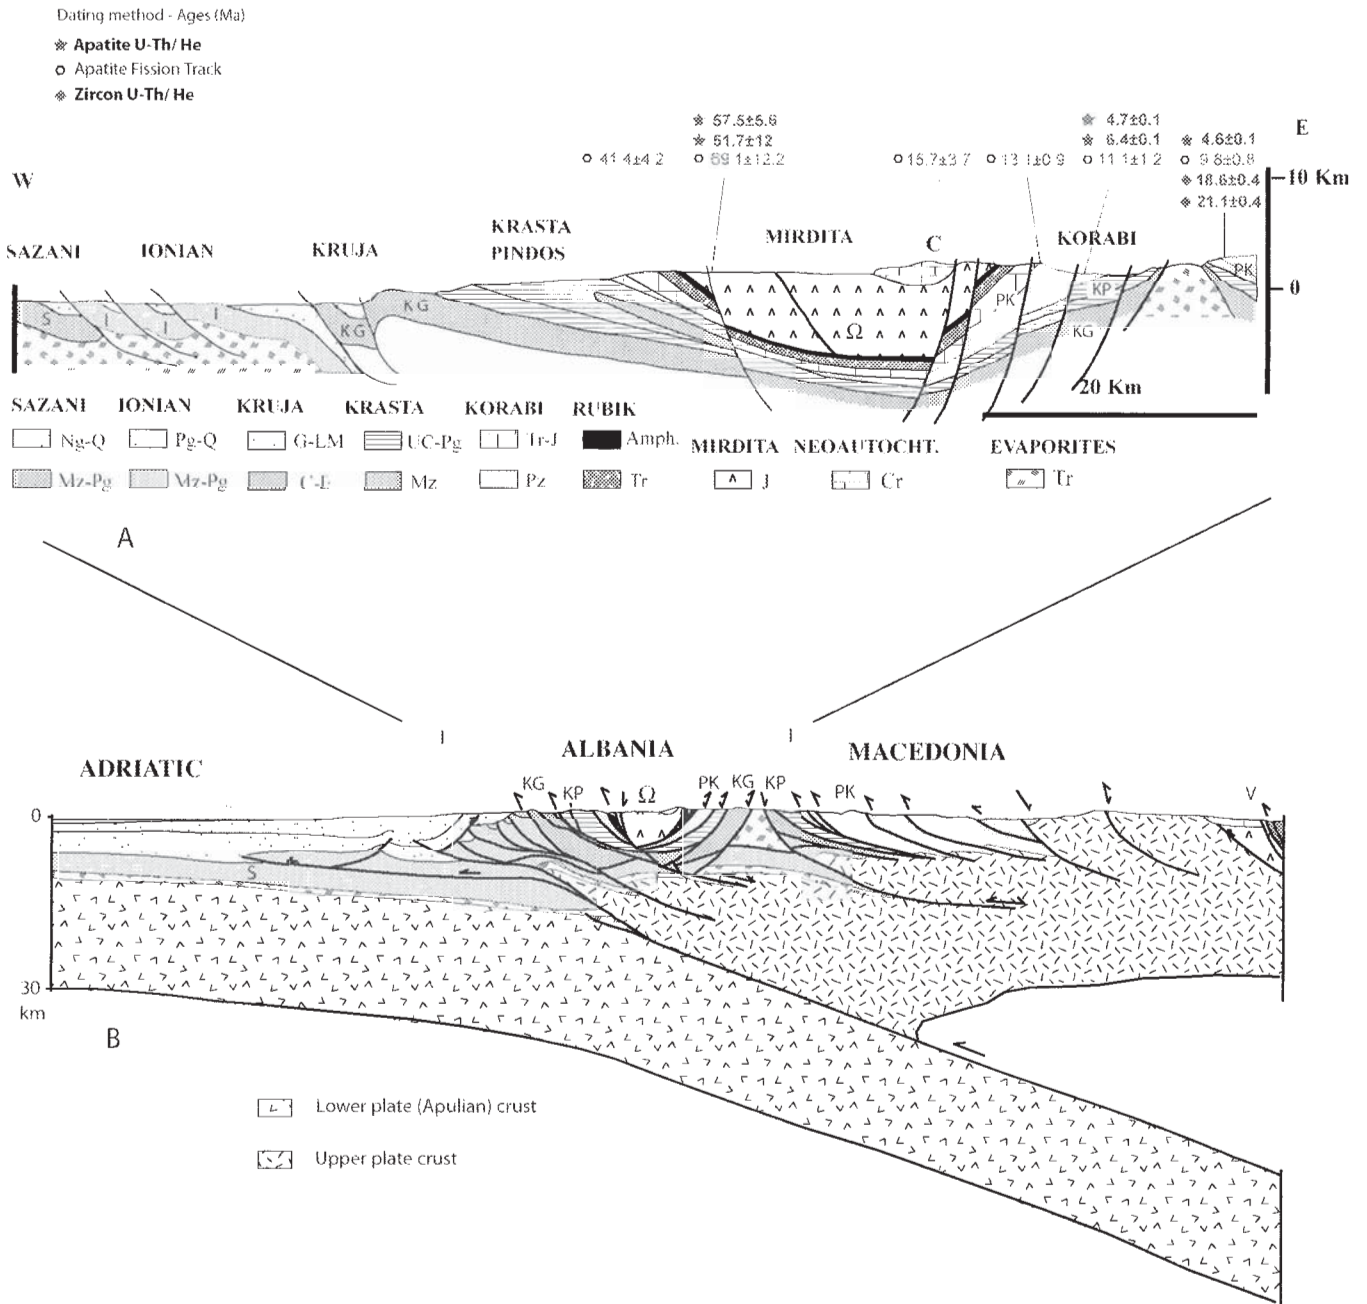 Dating method - Ages (Ma)
Apatite U-Th/ He
Apatite Fission Track
Zircon U-Th/ He
57.5±5.6
51.7±12
41.4±4.2
69.1±12.2
15.7±3.7
13.1±0.9
4.7±0.1
6.4±0.1
11.1±1.2
4.6±0.1
9.8±0.8
18.6±0.4
21.1±0.4
W
E
10 Km
0
SAZANI
IONIAN
KRUJA
KRASTA
PINDOS
MIRDITA
C
KORABI
S
I
I
I
KG
KG
Ω
PK
KP
KG
PK
20 Km
SAZANI IONIAN KRUJA KRASTA KORABI RUBIK
Ng-Q Pg-Q G-LM UC-Pg Tr-J Amph.
MIRDITA NEOAUTOCHT. EVAPORITES
Mz-Pg Mz-Pg C-E Mz Pz Tr J Cr Tr
A
ADRIATIC
I
ALBANIA
I
MACEDONIA
KG KP Ω PK KG KP PK V
0
S
30
km
B
Lower plate (Apulian) crust
Upper plate crust